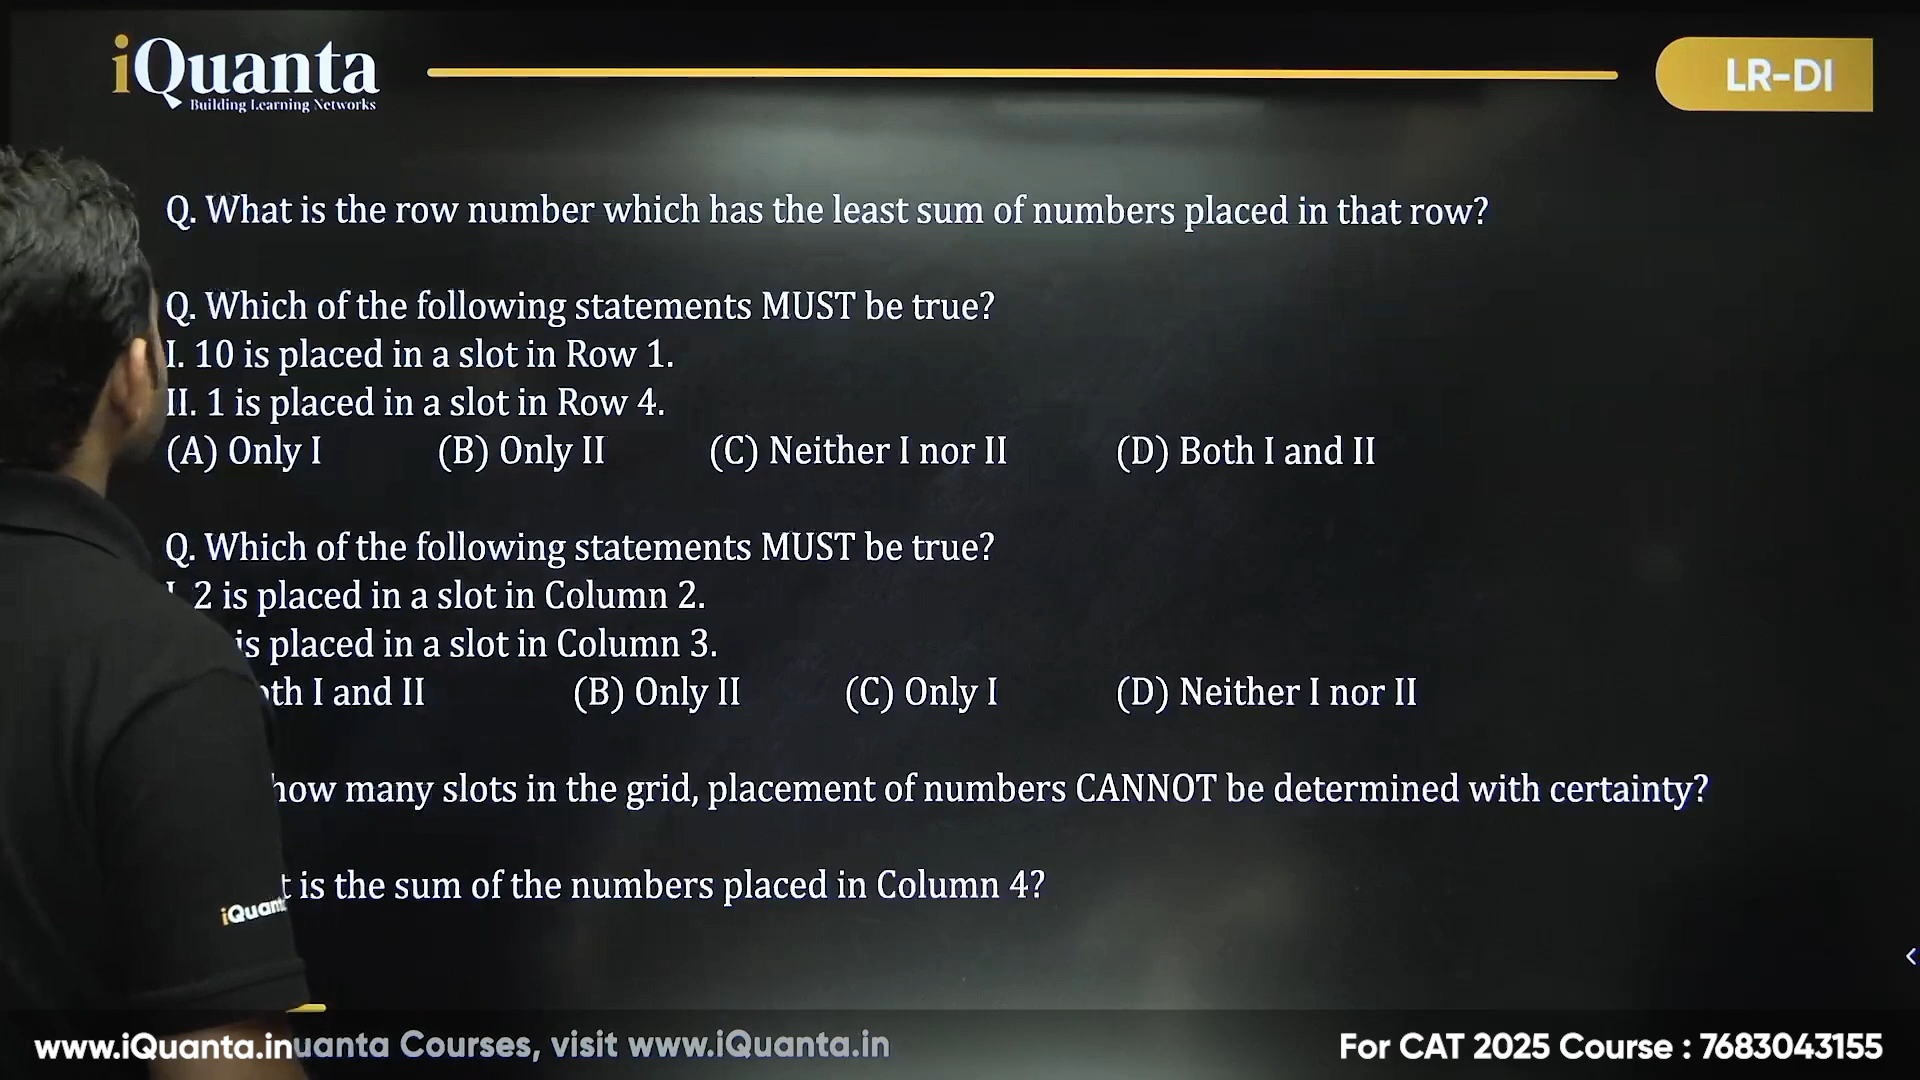 iQuanta
Building Learning Networks
LR-DI
Q. What is the row number which has the least sum of numbers placed in that row?
Q. Which of the following statements MUST be true?
I. 10 is placed in a slot in Row 1.
II. 1 is placed in a slot in Row 4.
(A) Only I (B) Only II (C) Neither I nor II (D) Both I and II
Q. Which of the following statements MUST be true?
2 is placed in a slot in Column 2.
is placed in a slot in Column 3.
I and II (B) Only II (C) Only I (D) Neither I nor II
how many slots in the grid, placement of numbers CANNOT be determined with certainty?
is the sum of the numbers placed in Column 4?
iQuant
www.iQuanta.in Courses, visit www.iQuanta.in
For CAT 2025 Course : 7683043155